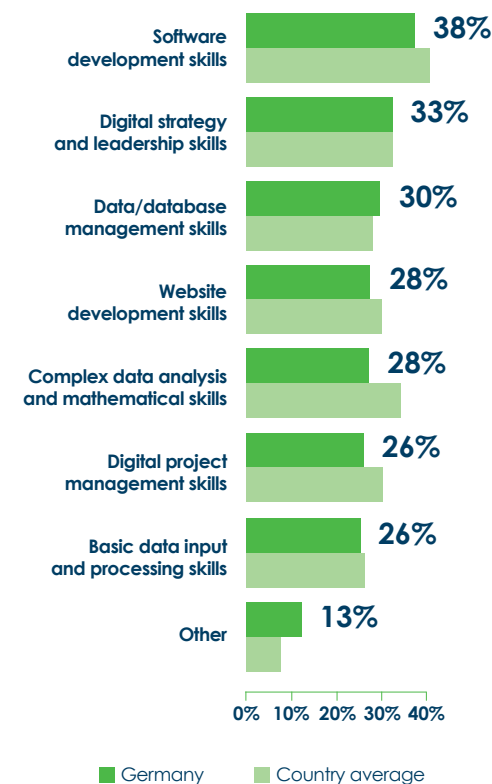 Software
development skills
38%
Digital strategy
and leadership skills
33%
Data/database
management skills
30%
Website
development skills
28%
Complex data analysis
and mathematical skills
28%
Digital project
management skills
26%
Basic data input
and processing skills
26%
Other
13%
0% 10% 20% 30% 40%
Germany Country average